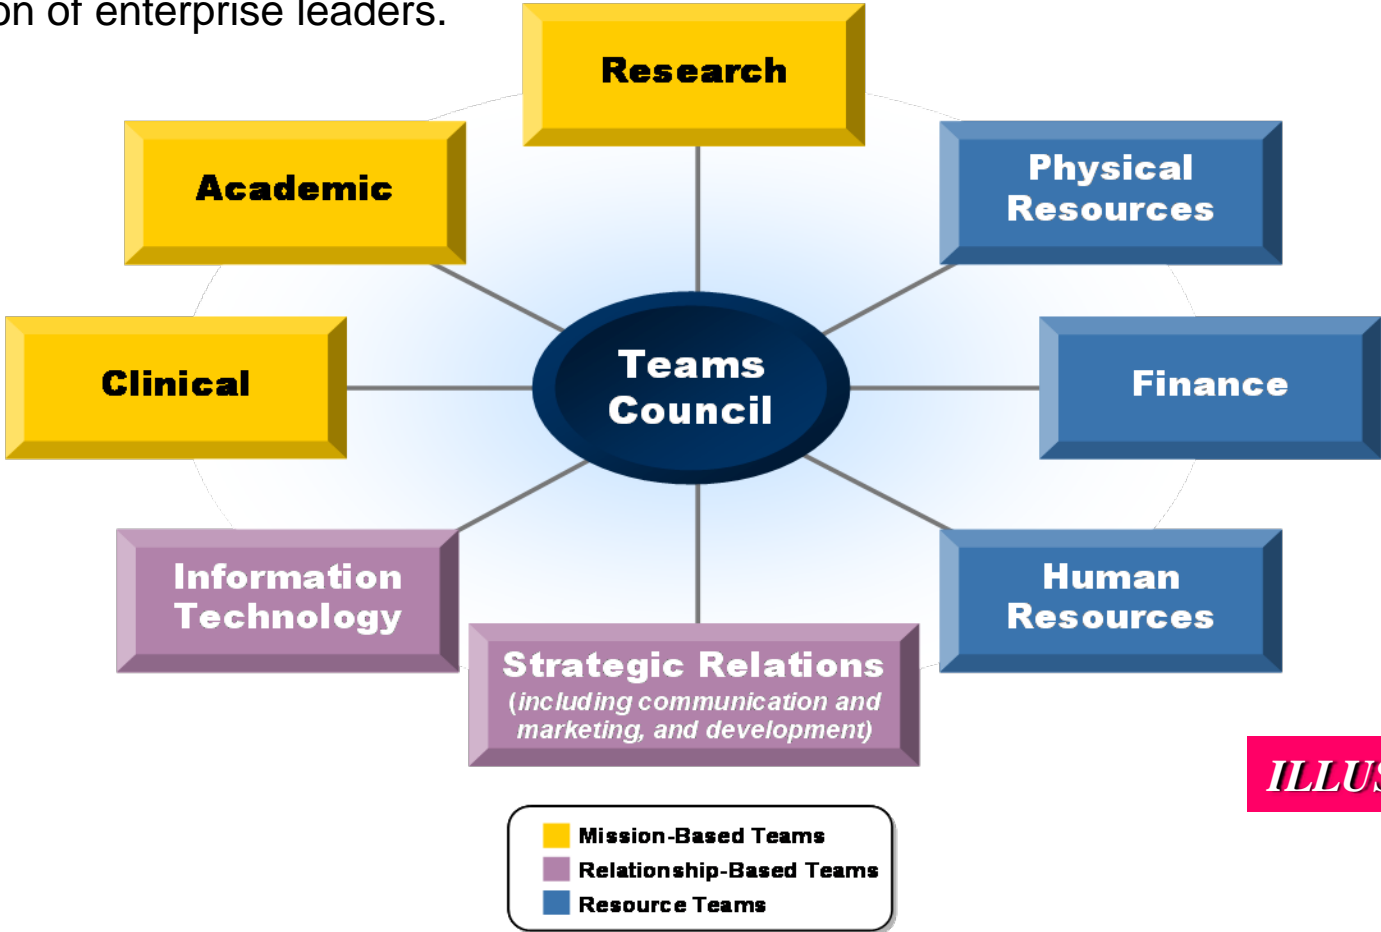 on of enterprise leaders.
Research
Academic
Physical
Resources
Clinical
Teams
Council
Finance
Information
Technology
Strategic Relations
(including communication and
marketing, and development)
Human
Resources
ILLUS
Mission-Based Teams
Relationship-Based Teams
Resource Teams